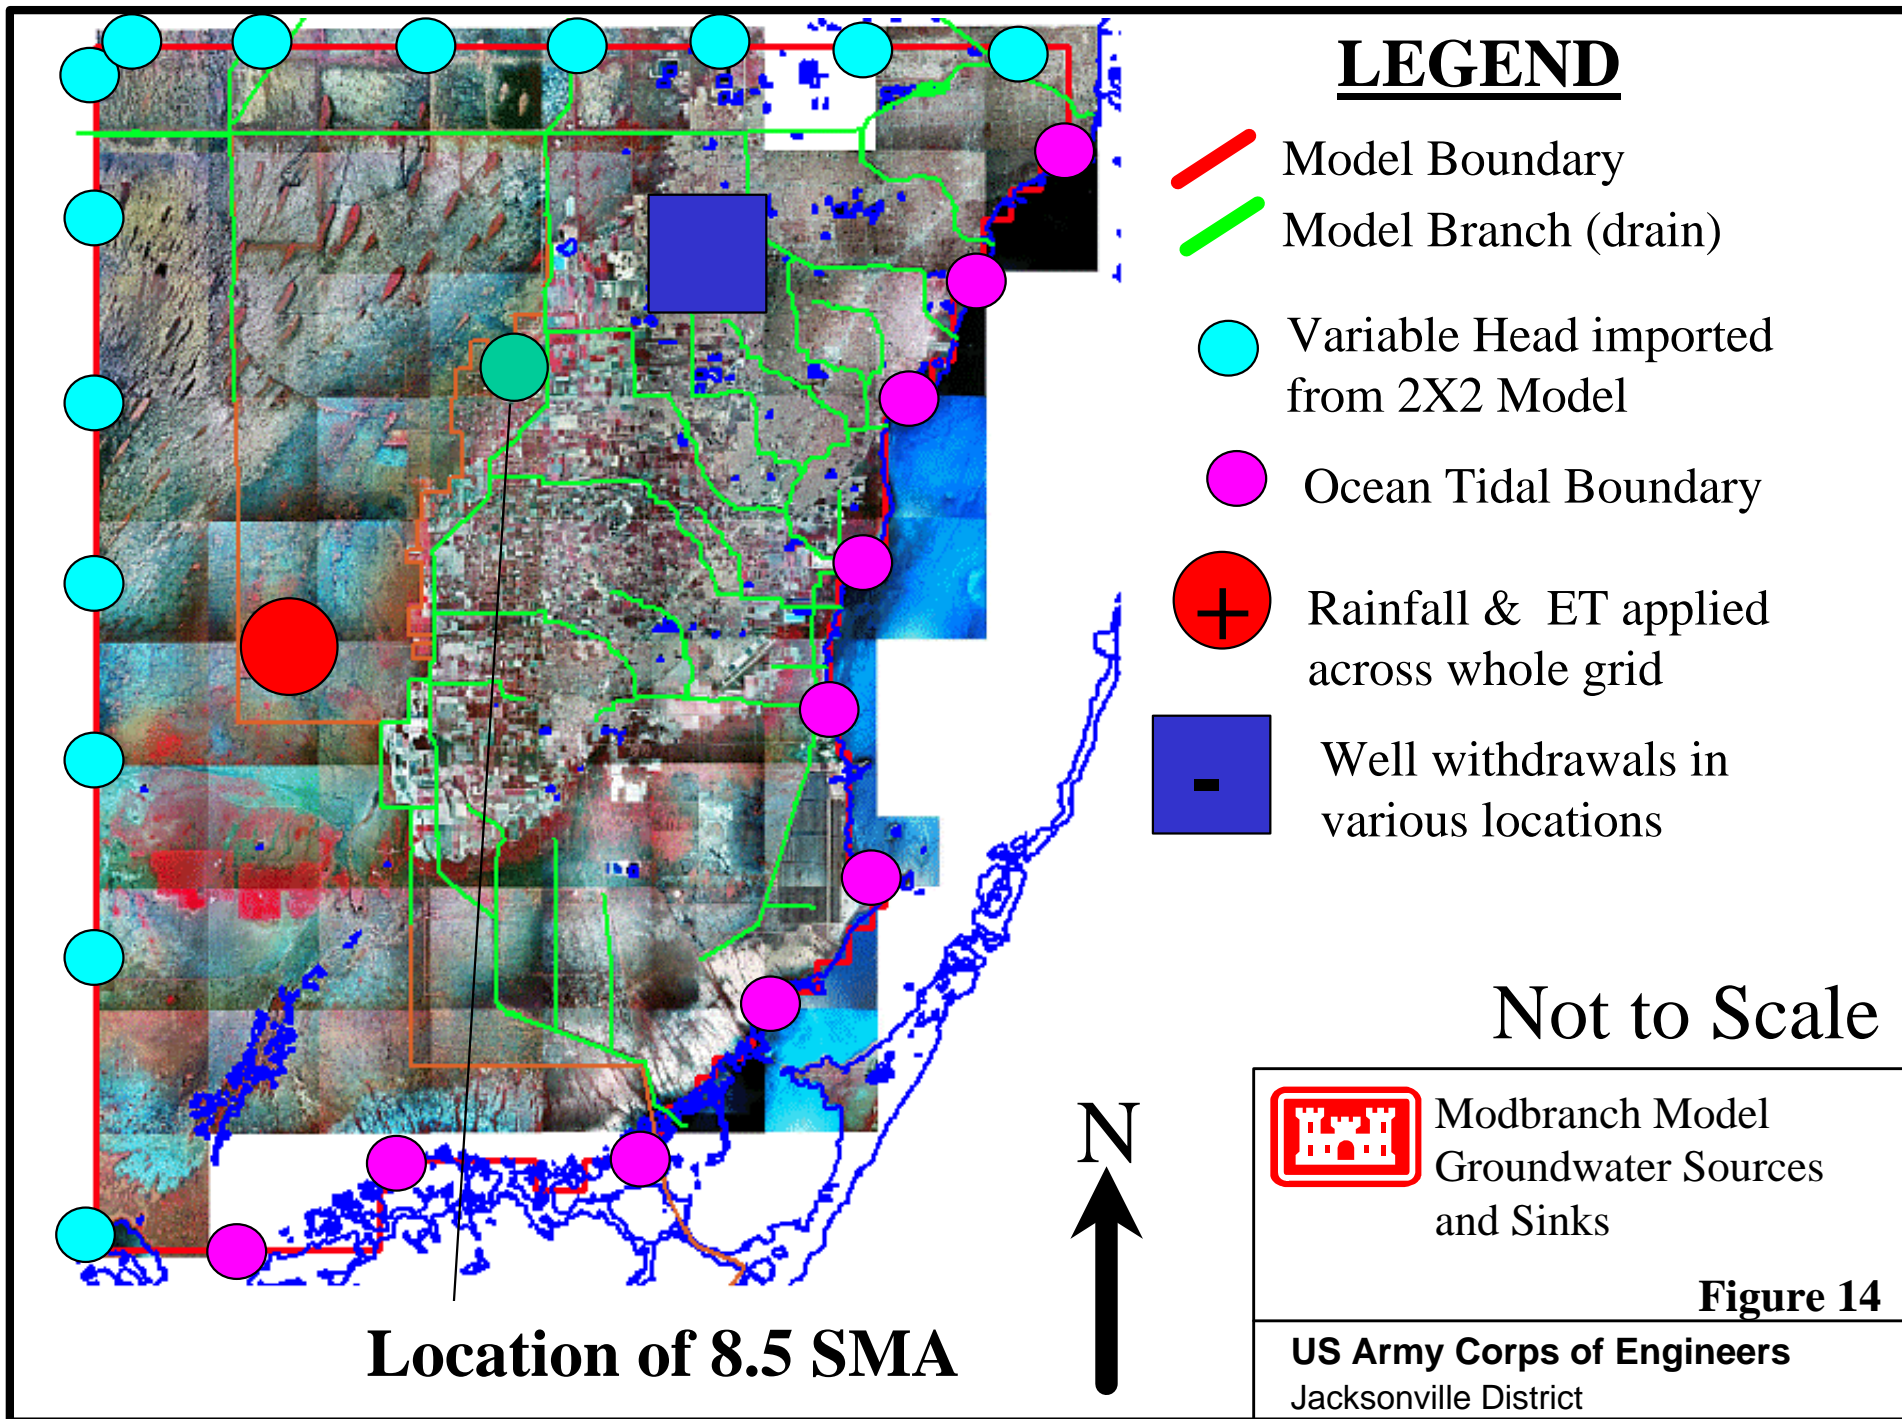 LEGEND
Model Boundary
Model Branch (drain)
Variable Head imported
from 2X2 Model
Ocean Tidal Boundary
+
Rainfall & ET applied
across whole grid
-
Well withdrawals in
various locations
Not to Scale
N
Modbranch Model
Groundwater Sources
and Sinks
Figure 14
US Army Corps of Engineers
Jacksonville District
Location of 8.5 SMA